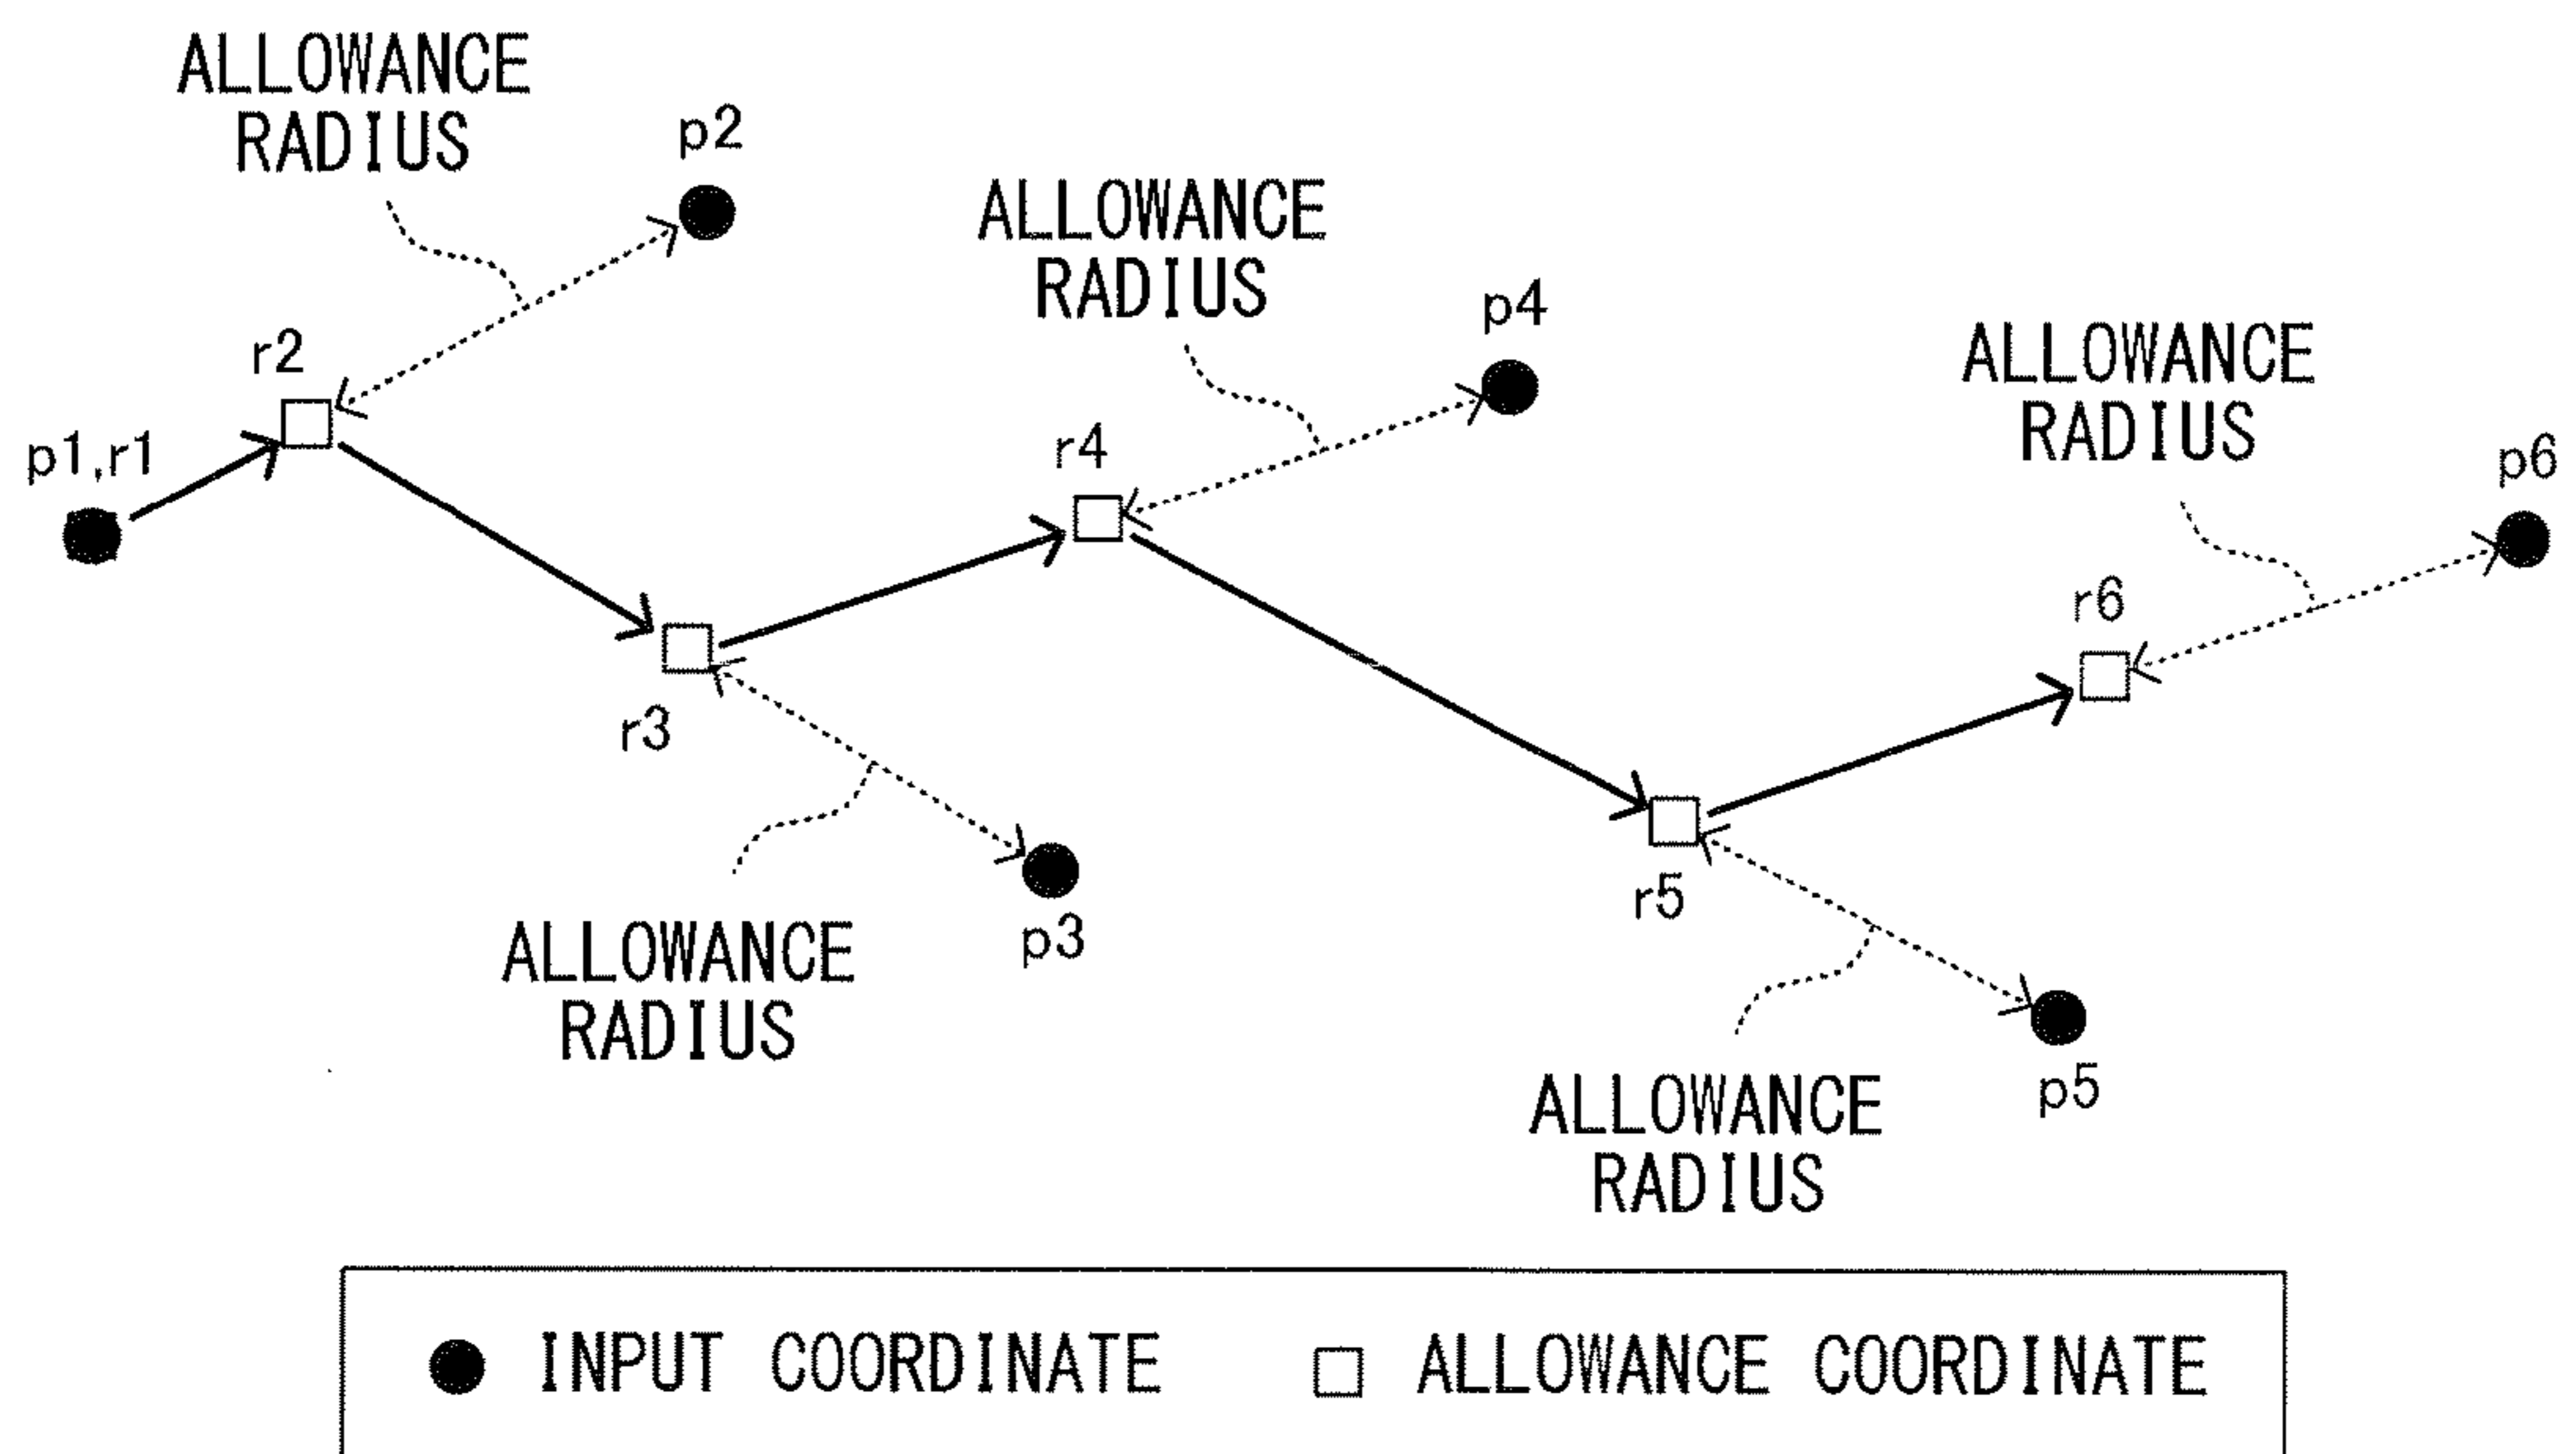 ALLOWANCE
RADIUS
p2
ALLOWANCE
RADIUS
p4
r2
ALLOWANCE
RADIUS
p1,r1
r4
p6
r6
r3
r5
p3
ALLOWANCE
RADIUS
p5
ALLOWANCE
RADIUS
INPUT COORDINATE
ALLOWANCE COORDINATE